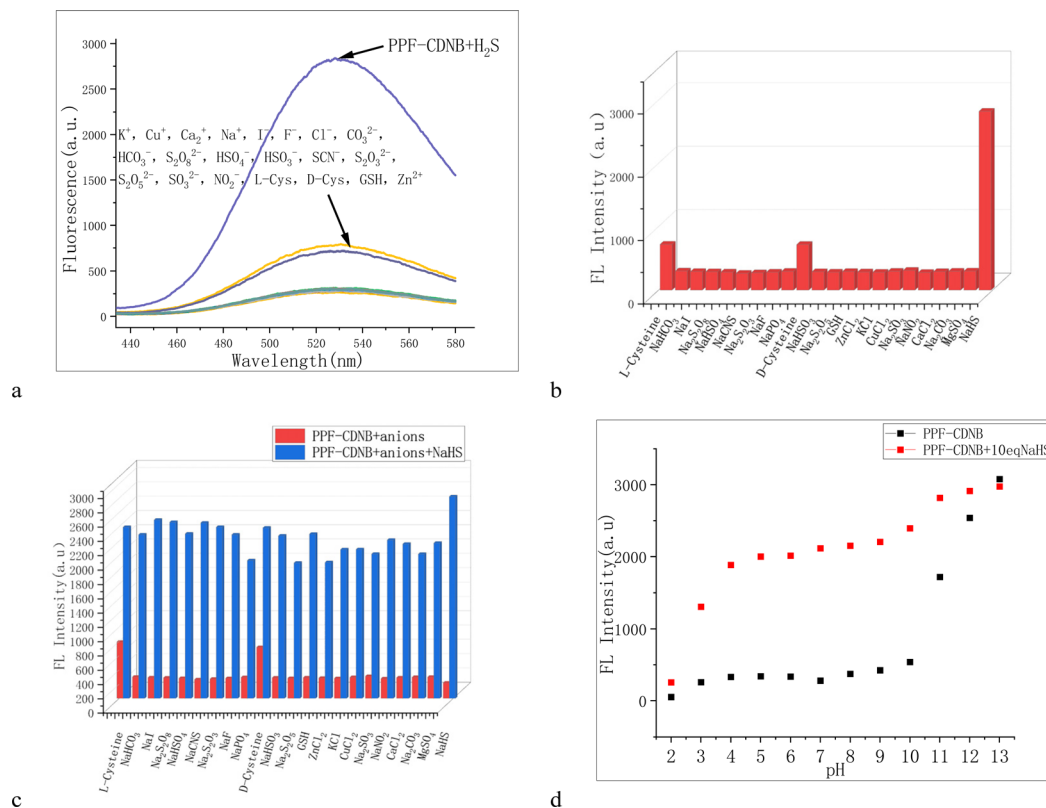 3000
2500
2000
1500
1000
500
0
Fluorescence(a.u.)
PPF-CDNB+H₂S
K⁺, Cu⁺, Ca₂⁺, Na⁺, I⁻, F⁻, Cl⁻, CO₃²⁻,
HCO₃⁻, S₂O₈²⁻, HSO₄⁻, HSO₃⁻, SCN⁻, S₂O₃²⁻,
S₂O₅²⁻, SO₃²⁻, NO₂⁻, L-Cys, D-Cys, GSH, Zn²⁺
440 460 480 500 520 540 560 580
Wavelength(nm)
a
3000
2000
1000
0
FL Intensity (a.u)
L-Cysteine
NaHCO₃
NaI
Na₂S₂O₈
NaHSO₄
NaCNS
Na₂S₂O₃
NaF
NaPO₄
D-Cysteine
NaHSO₃
Na₂S₂O₅
GSH
ZnCl₂
KCl
CuCl₂
Na₂SO₃
NaNO₂
CaCl₂
Na₂CO₃
MgSO₄
NaHS
b
PPF-CDNB+anions
PPF-CDNB+anions+NaHS
3000
2800
2600
2400
2200
2000
1800
1600
1400
1200
1000
800
600
400
200
0
FL Intensity(a.u)
L-Cysteine
NaHCO₃
NaI
Na₂S₂O₈
NaHSO₄
NaCNS
Na₂S₂O₃
NaF
NaPO₄
D-Cysteine
NaHSO₃
Na₂S₂O₅
GSH
ZnCl₂
KCl
CuCl₂
Na₂SO₃
NaNO₂
CaCl₂
Na₂CO₃
MgSO₄
NaHS
c
PPF-CDNB
PPF-CDNB+10eqNaHS
3000
2000
1000
0
FL Intensity(a.u)
2 3 4 5 6 7 8 9 10 11 12 13
pH
d